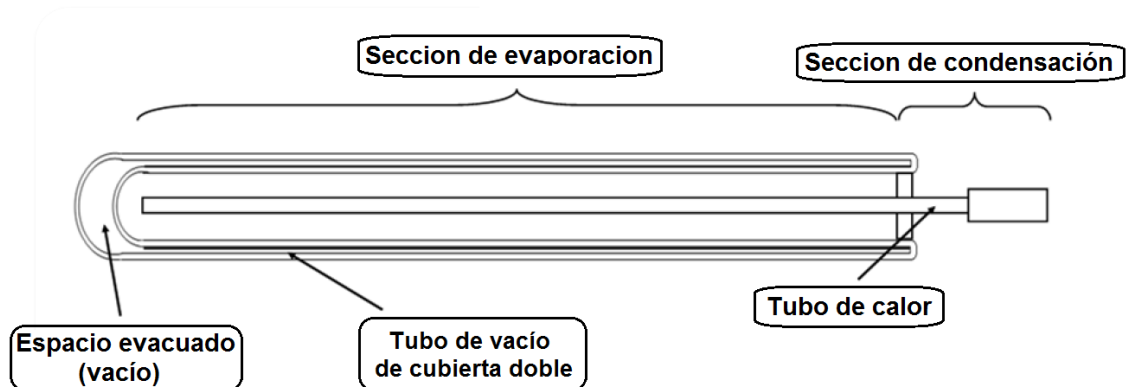 Seccion de evaporacion
Seccion de condensación
Tubo de calor
Espacio evacuado
(vacío)
Tubo de vacío
de cubierta doble